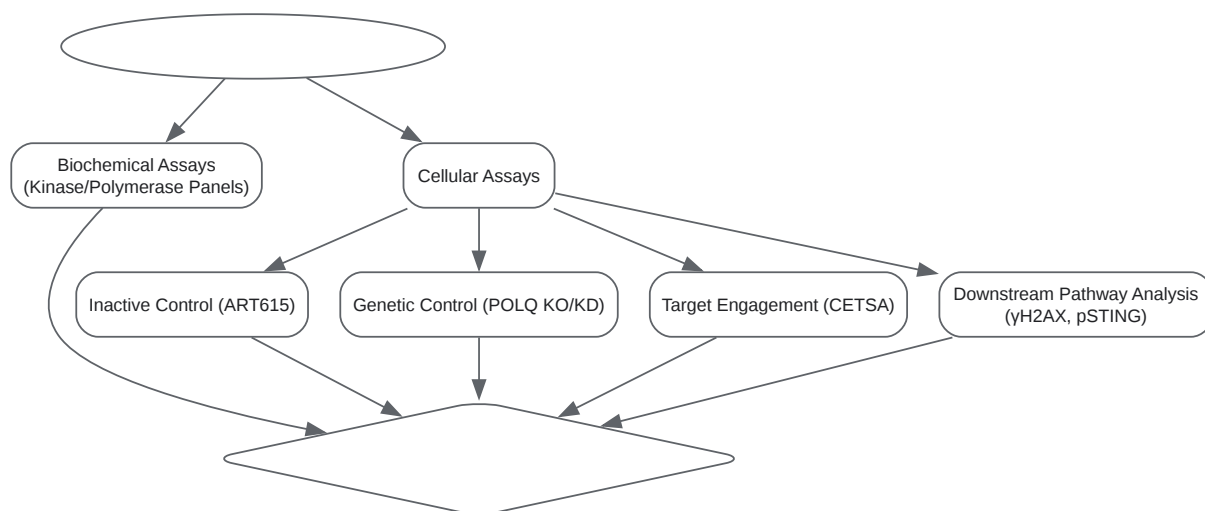 Biochemical Assays
(Kinase/Polymerase Panels)
Cellular Assays
Inactive Control (ART615)
Genetic Control (POLQ KO/KD)
Target Engagement (CETSA)
Downstream Pathway Analysis
(γH2AX, pSTING)